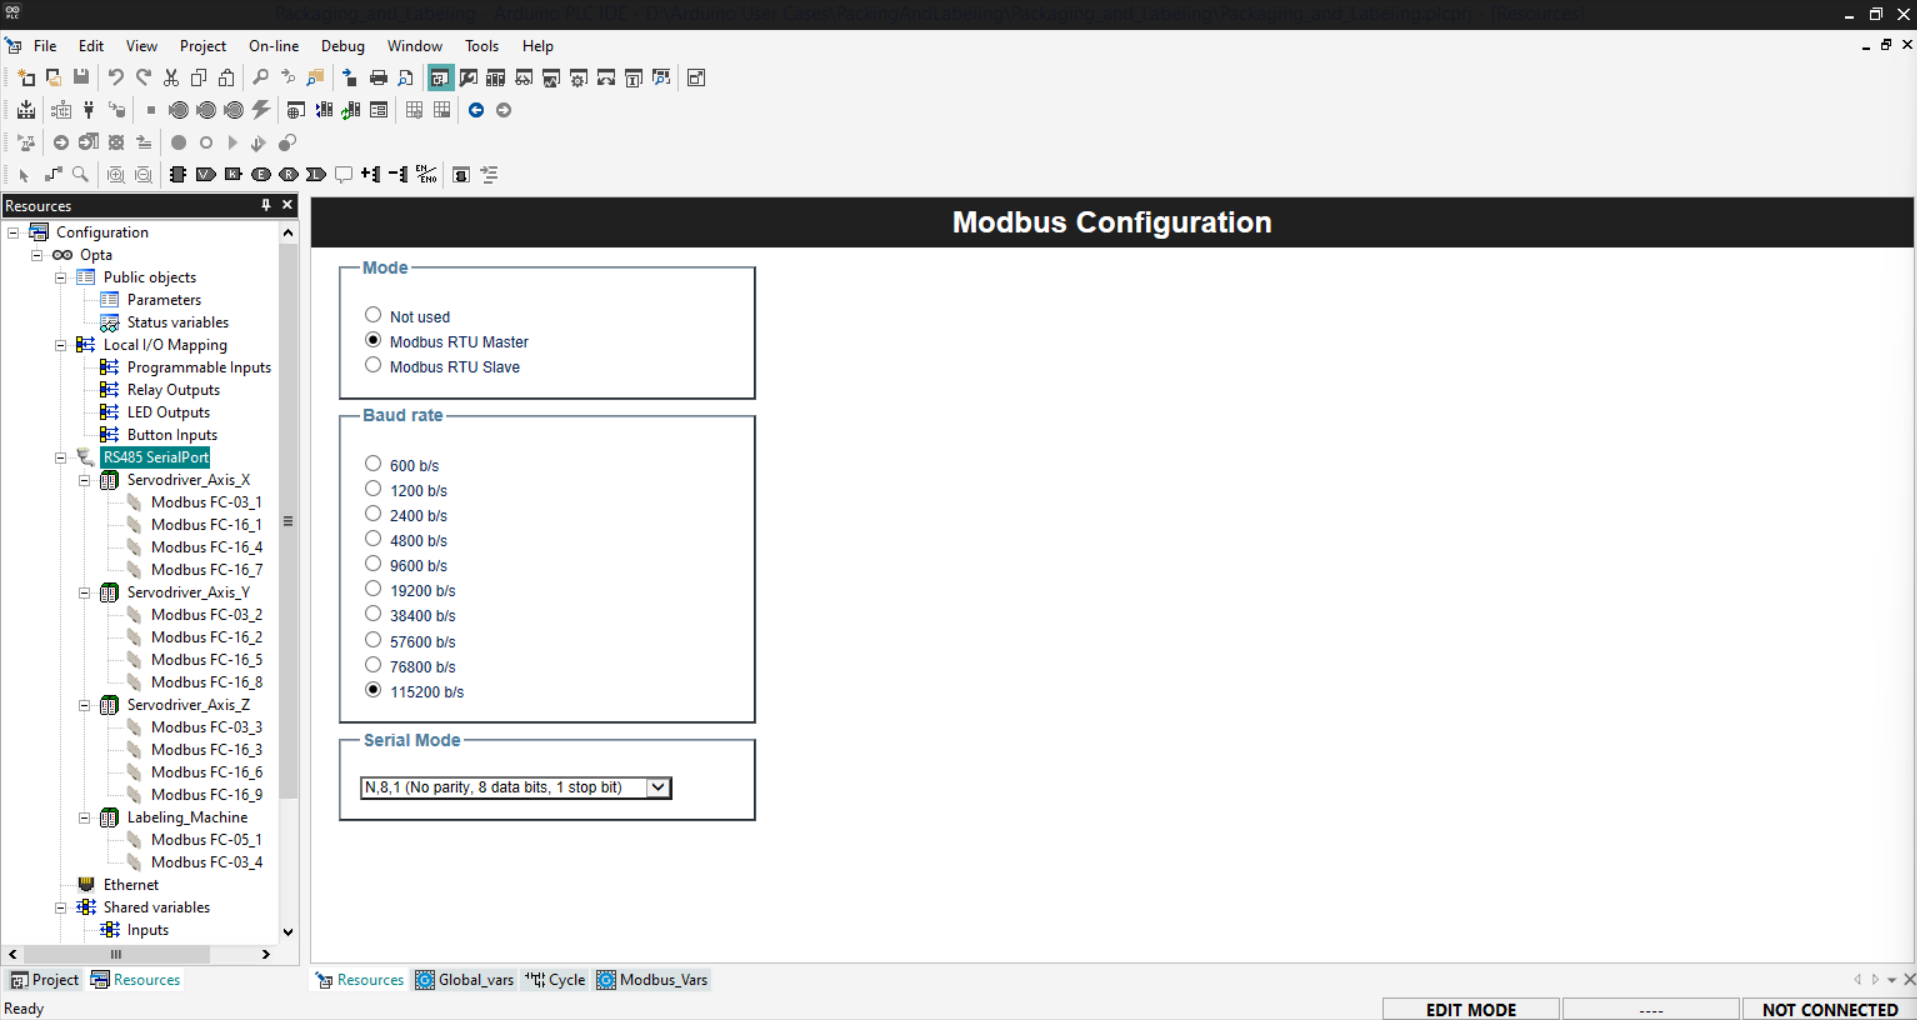 Packaging_and_Labeling - Arduino PLC IDE - D:\Arduino User Cases\PackingAndLabeling\Packaging_and_Labeling\Packaging_and_Labeling.plcprj - [Resources]
File Edit View Project On-line Debug Window Tools Help
Resources
Configuration
Opta
Public objects
Parameters
Status variables
Local I/O Mapping
Programmable Inputs
Relay Outputs
LED Outputs
Button Inputs
RS485 SerialPort
Servodriver_Axis_X
Modbus FC-03_1
Modbus FC-16_1
Modbus FC-16_4
Modbus FC-16_7
Servodriver_Axis_Y
Modbus FC-03_2
Modbus FC-16_2
Modbus FC-16_5
Modbus FC-16_8
Servodriver_Axis_Z
Modbus FC-03_3
Modbus FC-16_3
Modbus FC-16_6
Modbus FC-16_9
Labeling_Machine
Modbus FC-05_1
Modbus FC-03_4
Ethernet
Shared variables
Inputs
Project Resources
Modbus Configuration
Mode
Not used
Modbus RTU Master
Modbus RTU Slave
Baud rate
600 b/s
1200 b/s
2400 b/s
4800 b/s
9600 b/s
19200 b/s
38400 b/s
57600 b/s
76800 b/s
115200 b/s
Serial Mode
N,8,1 (No parity, 8 data bits, 1 stop bit)
Resources Global_vars Cycle Modbus_Vars
Ready EDIT MODE ---- NOT CONNECTED